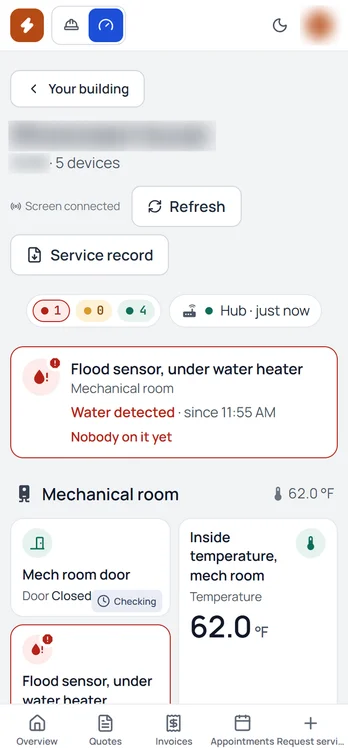 Your building
· 5 devices
Screen connected
Refresh
Service record
1 0 4
Hub · just now
Flood sensor, under water heater
Mechanical room
Water detected · since 11:55 AM
Nobody on it yet
Mechanical room
62.0 °F
Mech room door
Door Closed
Checking
Inside
temperature,
mech room
Temperature
62.0 °F
Flood sensor, under
water heater
Overview
Quotes
Invoices
Appointments
Request servi...